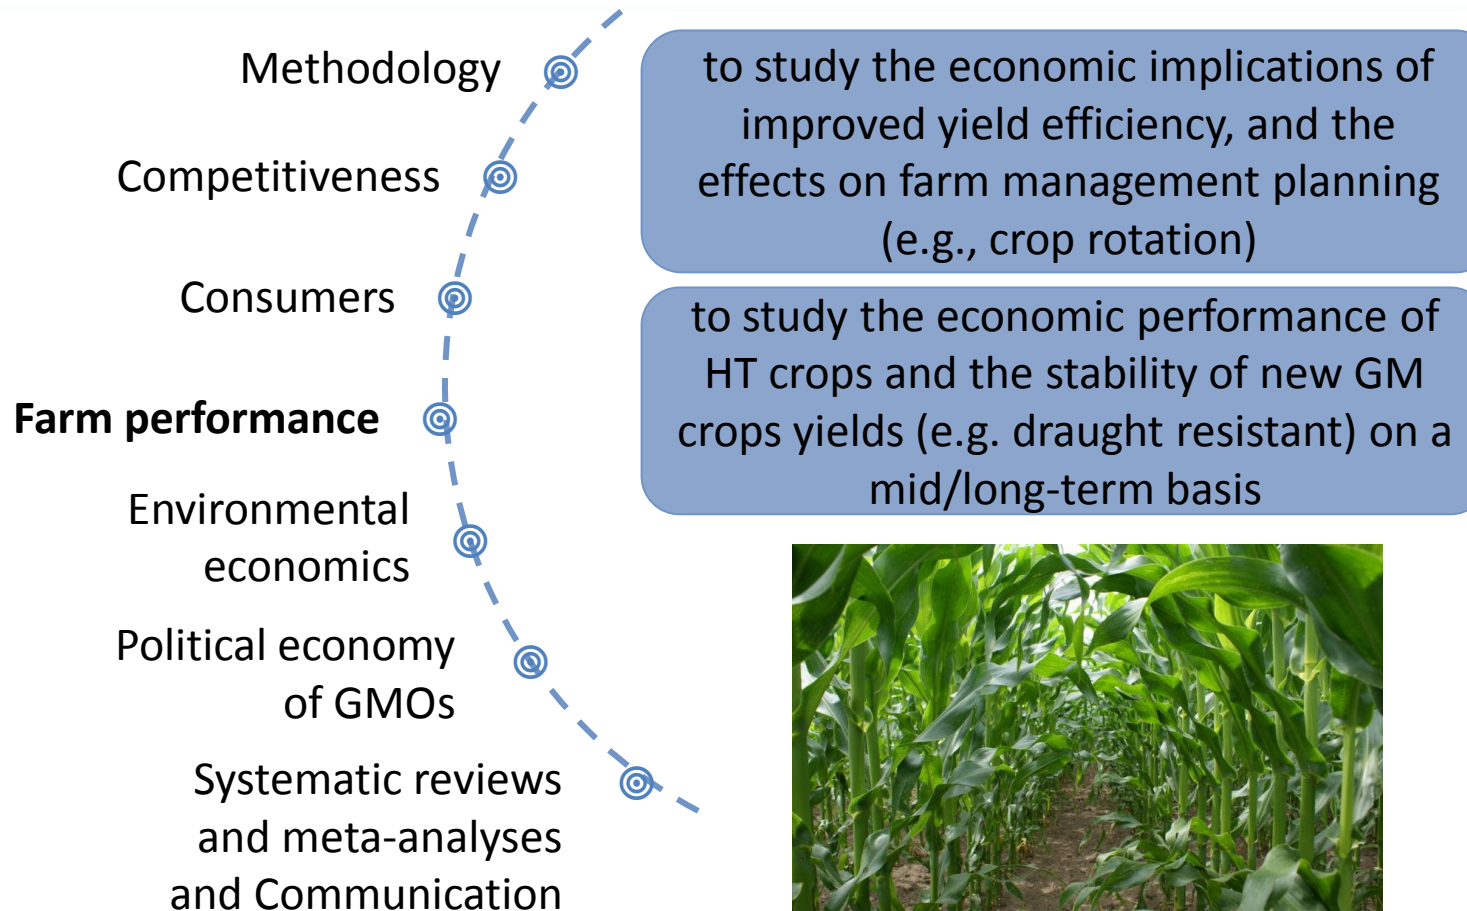 Methodology
Competitiveness
Consumers
Farm performance
Environmental
economics
Political economy
of GMOs
Systematic reviews
and meta-analyses
and Communication
to study the economic implications of
improved yield efficiency, and the
effects on farm management planning
(e.g., crop rotation)
to study the economic performance of
HT crops and the stability of new GM
crops yields (e.g. draught resistant) on a
mid/long-term basis